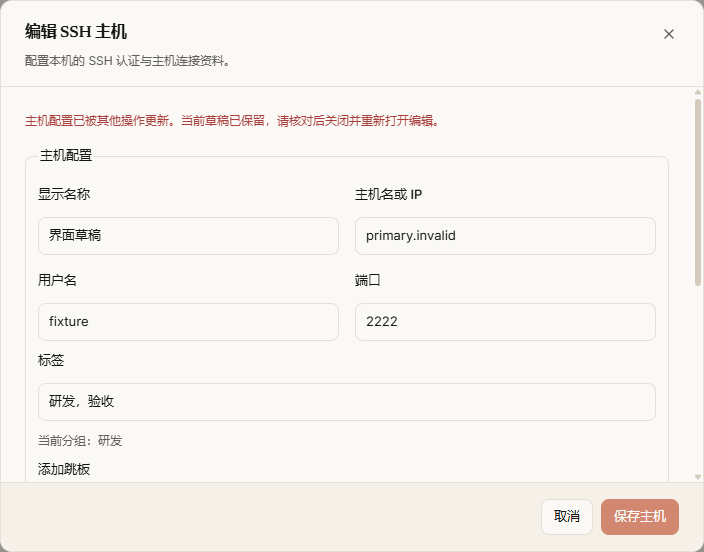 编辑 SSH 主机
配置本机的 SSH 认证与主机连接资料。
主机配置已被其他操作更新。当前草稿已保留，请核对后关闭并重新打开编辑。
主机配置
显示名称
主机名或 IP
界面草稿
primary.invalid
用户名
端口
fixture
2222
标签
研发，验收
当前分组：研发
添加跳板
取消
保存主机